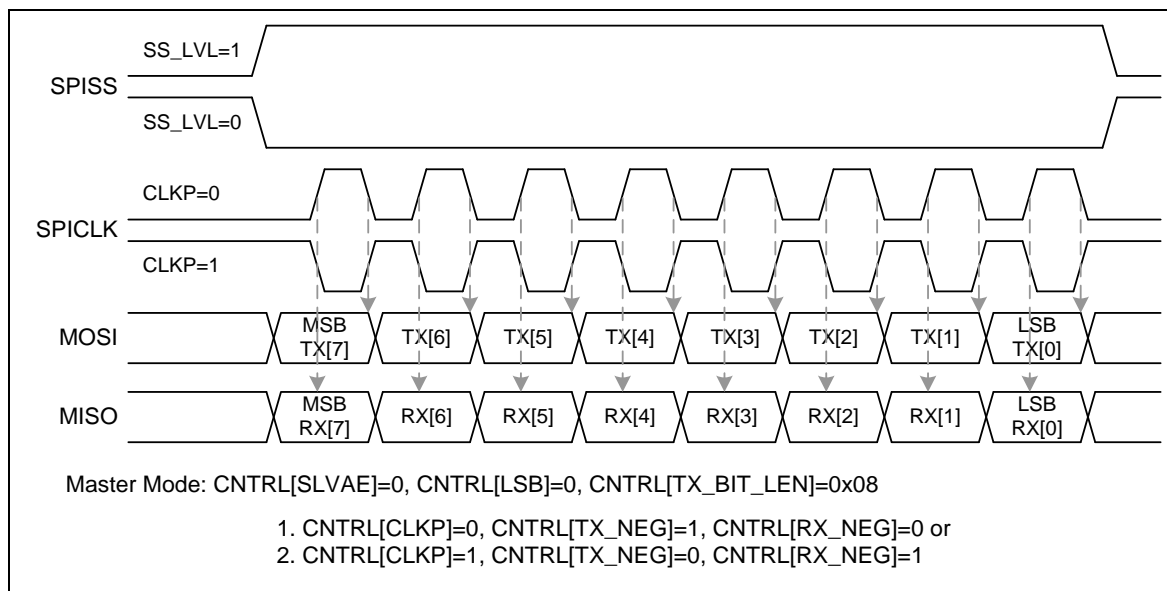 SS_LVL=1
SPISS
SS_LVL=0
CLKP=0
SPICLK
CLKP=1
MOSI MSB TX[7] TX[6] TX[5] TX[4] TX[3] TX[2] TX[1] LSB TX[0]
MISO MSB RX[7] RX[6] RX[5] RX[4] RX[3] RX[2] RX[1] LSB RX[0]
Master Mode: CNTRL[SLVAE]=0, CNTRL[LSB]=0, CNTRL[TX_BIT_LEN]=0x08
1. CNTRL[CLKP]=0, CNTRL[TX_NEG]=1, CNTRL[RX_NEG]=0 or
2. CNTRL[CLKP]=1, CNTRL[TX_NEG]=0, CNTRL[RX_NEG]=1